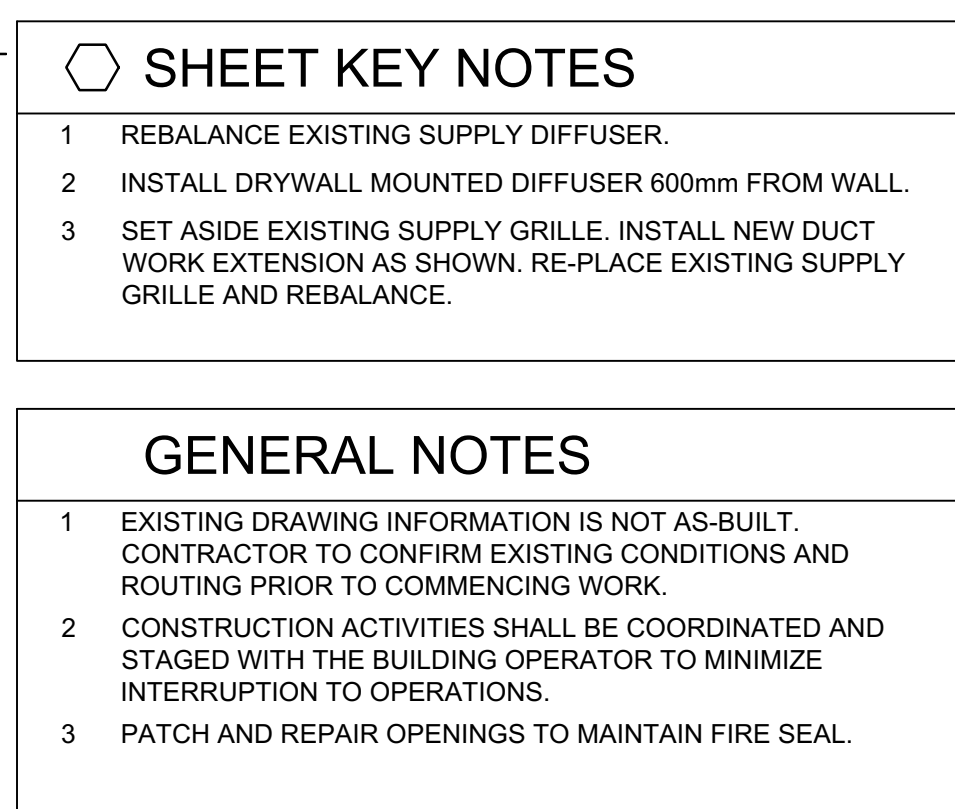 SHEET KEY NOTES
1 REBALANCE EXISTING SUPPLY DIFFUSER.
2 INSTALL DRYWALL MOUNTED DIFFUSER 600mm FROM WALL.
3 SET ASIDE EXISTING SUPPLY GRILLE. INSTALL NEW DUCT
WORK EXTENSION AS SHOWN. RE-PLACE EXISTING SUPPLY
GRILLE AND REBALANCE.
GENERAL NOTES
1 EXISTING DRAWING INFORMATION IS NOT AS-BUILT.
CONTRACTOR TO CONFIRM EXISTING CONDITIONS AND
ROUTING PRIOR TO COMMENCING WORK.
2 CONSTRUCTION ACTIVITIES SHALL BE COORDINATED AND
STAGED WITH THE BUILDING OPERATOR TO MINIMIZE
INTERRUPTION TO OPERATIONS.
3 PATCH AND REPAIR OPENINGS TO MAINTAIN FIRE SEAL.